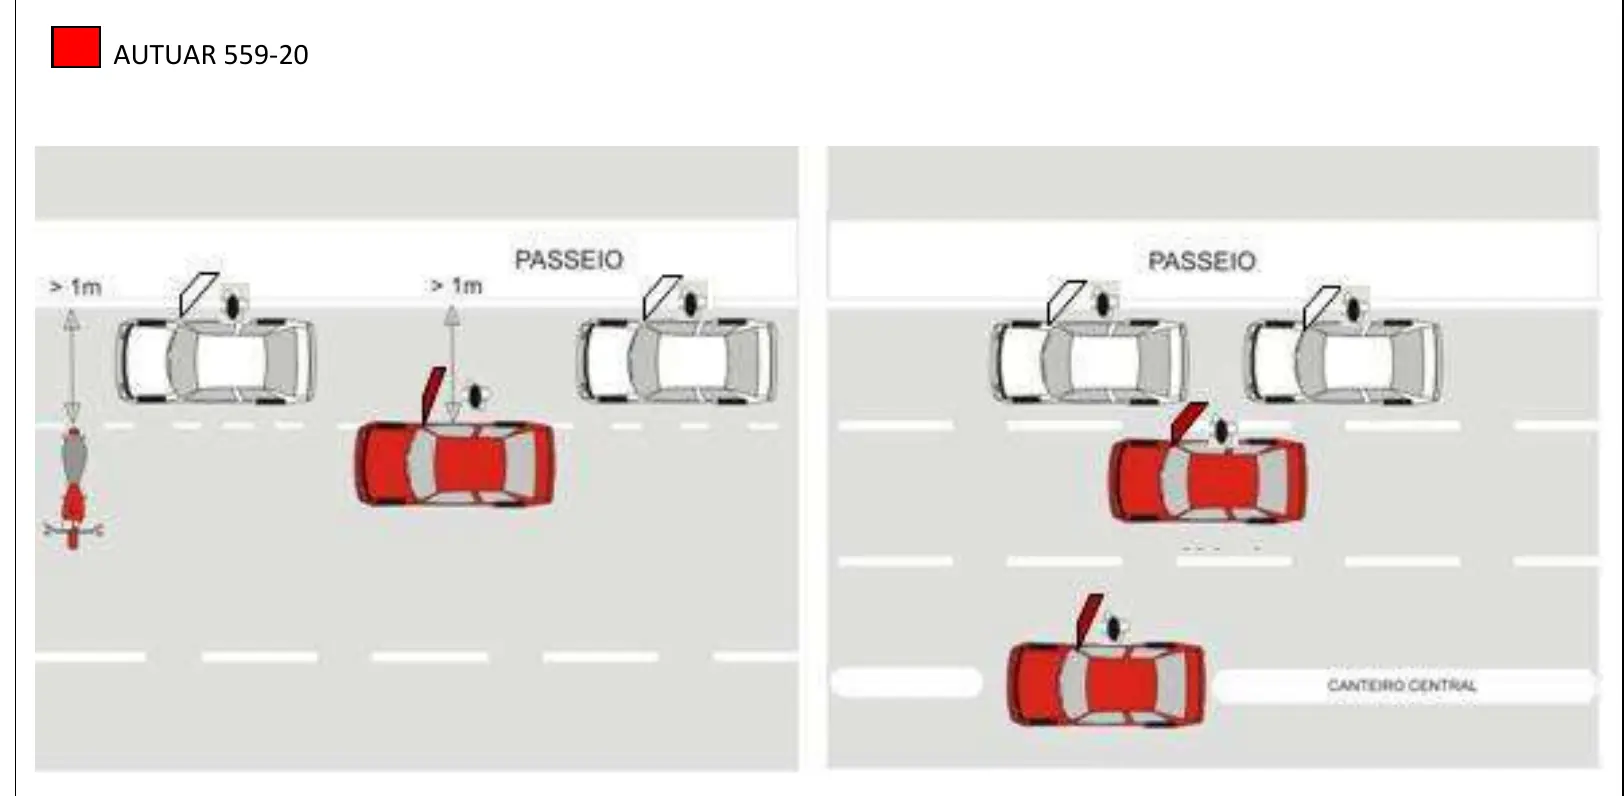 AUTUAR 559-20
PASSEIO
> 1m
> 1m
PASSEIO
CANTEIRO CENTRAL